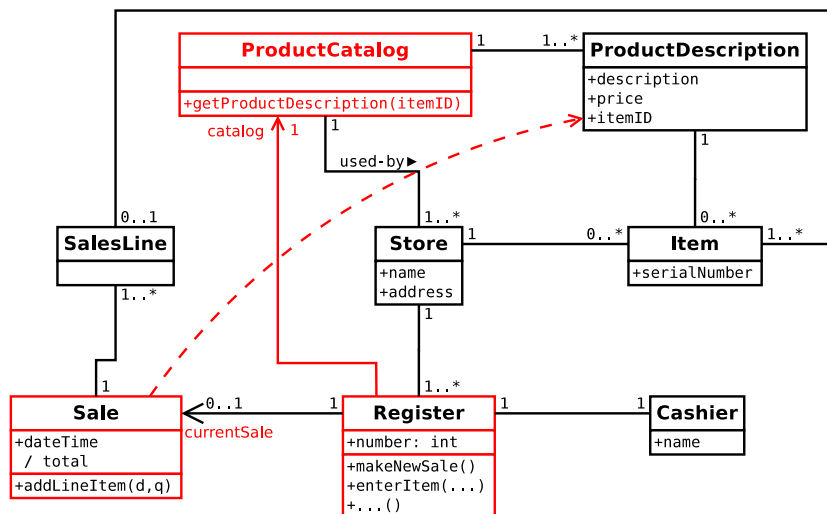 ProductCatalog
+getProductDescription(itemID)
1
1..*
ProductDescription
+description
+price
+itemID
catalog
1
1
used-by▶
1
0..1
SalesLine
1..*
Store
+name
+address
1
0..*
0..*
Item
+serialNumber
1..*
1..*
1
1
Sale
+dateTime
/ total
+addLineItem(d,q)
0..1
currentSale
1
1..*
Register
+number: int
+makeNewSale()
+enterItem(...)
+...()
1
1
Cashier
+name